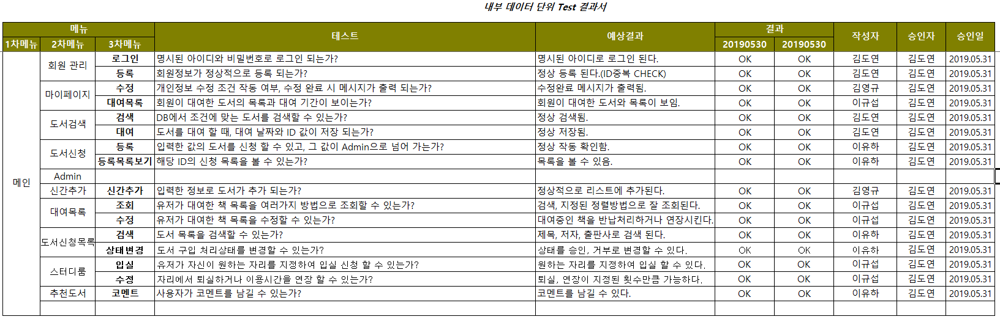 내부 데이터 단위 Test 결과서
메뉴 테스트 예상결과 결과 작성자 승인자 승인일
1차메뉴 2차메뉴 3차메뉴 20190530 20190530
메인
회원 관리 로그인 명시된 아이디와 비밀번호로 로그인 되는가? 명시된 아이디로 로그인 된다. OK OK 김도연 김도연 2019.05.31
등록 회원정보가 정상적으로 등록 되는가? 정상 등록 된다.(ID중복 CHECK) OK OK 김도연 김도연 2019.05.31
마이페이지 수정 개인정보 수정 조건 작동 여부, 수정 완료 시 메시지가 출력 되는가? 수정완료 메시지가 출력됨. OK OK 김영규 김도연 2019.05.31
대여목록 회원이 대여한 도서의 목록과 대여 기간이 보이는가? 회원이 대여한 도서와 목록이 보임. OK OK 이규섭 김도연 2019.05.31
도서검색 검색 DB에서 조건에 맞는 도서를 검색할 수 있는가? 정상 검색됨. OK OK 김도연 김도연 2019.05.31
대여 도서를 대여 할 때, 대여 날짜와 ID 값이 저장 되는가? 정상 저장됨. OK OK 김도연 김도연 2019.05.31
도서신청 등록 입력한 값의 도서를 신청 할 수 있고, 그 값이 Admin으로 넘어 가는가? 정상 작동 확인함. OK OK 이유하 김도연 2019.05.31
등록목록보기 해당 ID의 신청 목록을 볼 수 있는가? 목록을 볼 수 있음. OK OK 이유하 김도연 2019.05.31
Admin
신간추가 신간추가 입력한 정보로 도서가 추가 되는가? 정상적으로 리스트에 추가된다. OK OK 김영규 김도연 2019.05.31
대여목록 조회 유저가 대여한 책 목록을 여러가지 방법으로 조회할 수 있는가? 검색, 지정된 정렬방법으로 잘 조회된다. OK OK 이규섭 김도연 2019.05.31
수정 유저가 대여한 책 목록을 수정할 수 있는가? 대여중인 책을 반납처리하거나 연장시킨다. OK OK 이규섭 김도연 2019.05.31
도서신청목록 검색 도서 목록을 검색할 수 있는가? 제목, 저자, 출판사로 검색 된다. OK OK 이유하 김도연 2019.05.31
상태변경 도서 구입 처리상태를 변경할 수 있는가? 상태를 승인, 거부로 변경할 수 있다. OK OK 이유하 김도연 2019.05.31
스터디룸 입실 유저가 자신이 원하는 자리를 지정하여 입실 신청 할 수 있는가? 원하는 자리를 지정하여 입실 할 수 있다. OK OK 이규섭 김도연 2019.05.31
수정 자리에서 퇴실하거나 이용시간을 연장 할 수 있는가? 퇴실, 연장이 지정된 횟수만큼 가능하다. OK OK 이규섭 김도연 2019.05.31
추천도서 코멘트 사용자가 코멘트를 남길 수 있는가? 코멘트를 남길 수 있다. OK OK 이유하 김도연 2019.05.31